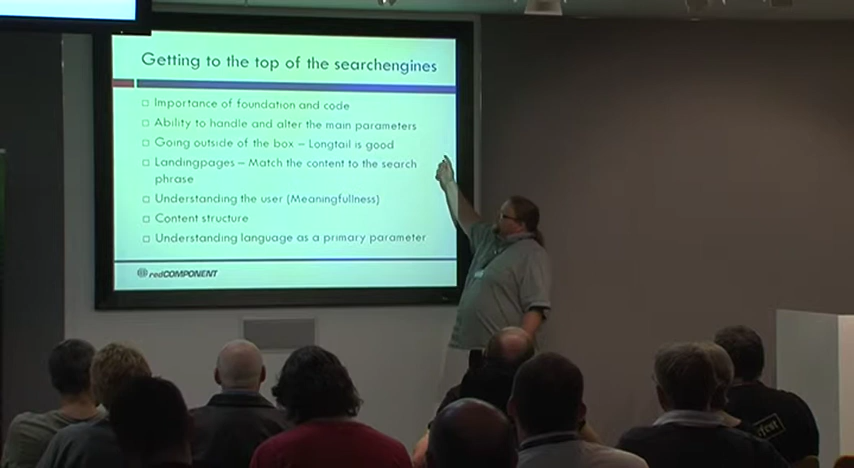 Getting to the top of the searchengines
Importance of foundation and code
Ability to handle and alter the main parameters
Going outside of the box – Longtail is good
Landingpages – Match the content to the search
phrase
Understanding the user (Meaningfullness)
Content structure
Understanding language as a primary parameter
redCOMPONENT